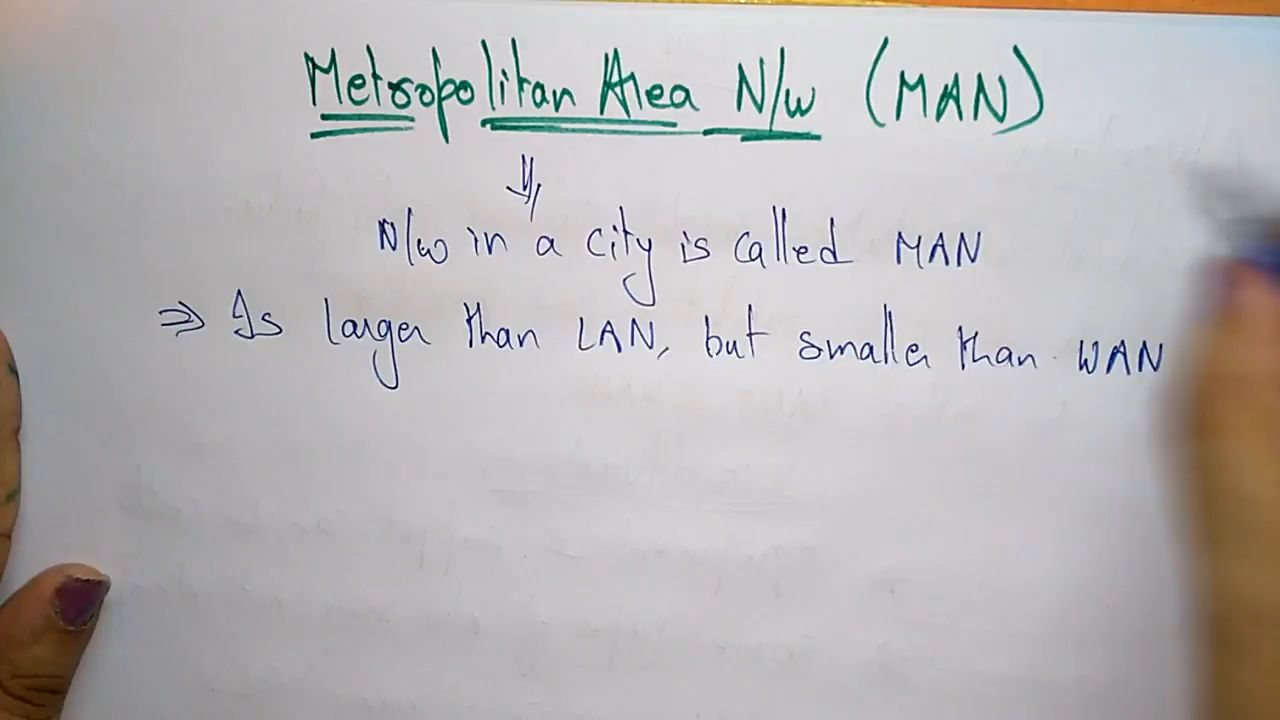 Metropolitan Area N/w (MAN)
N/w in a city is called MAN
⇒ Is larger than LAN, but smaller than WAN